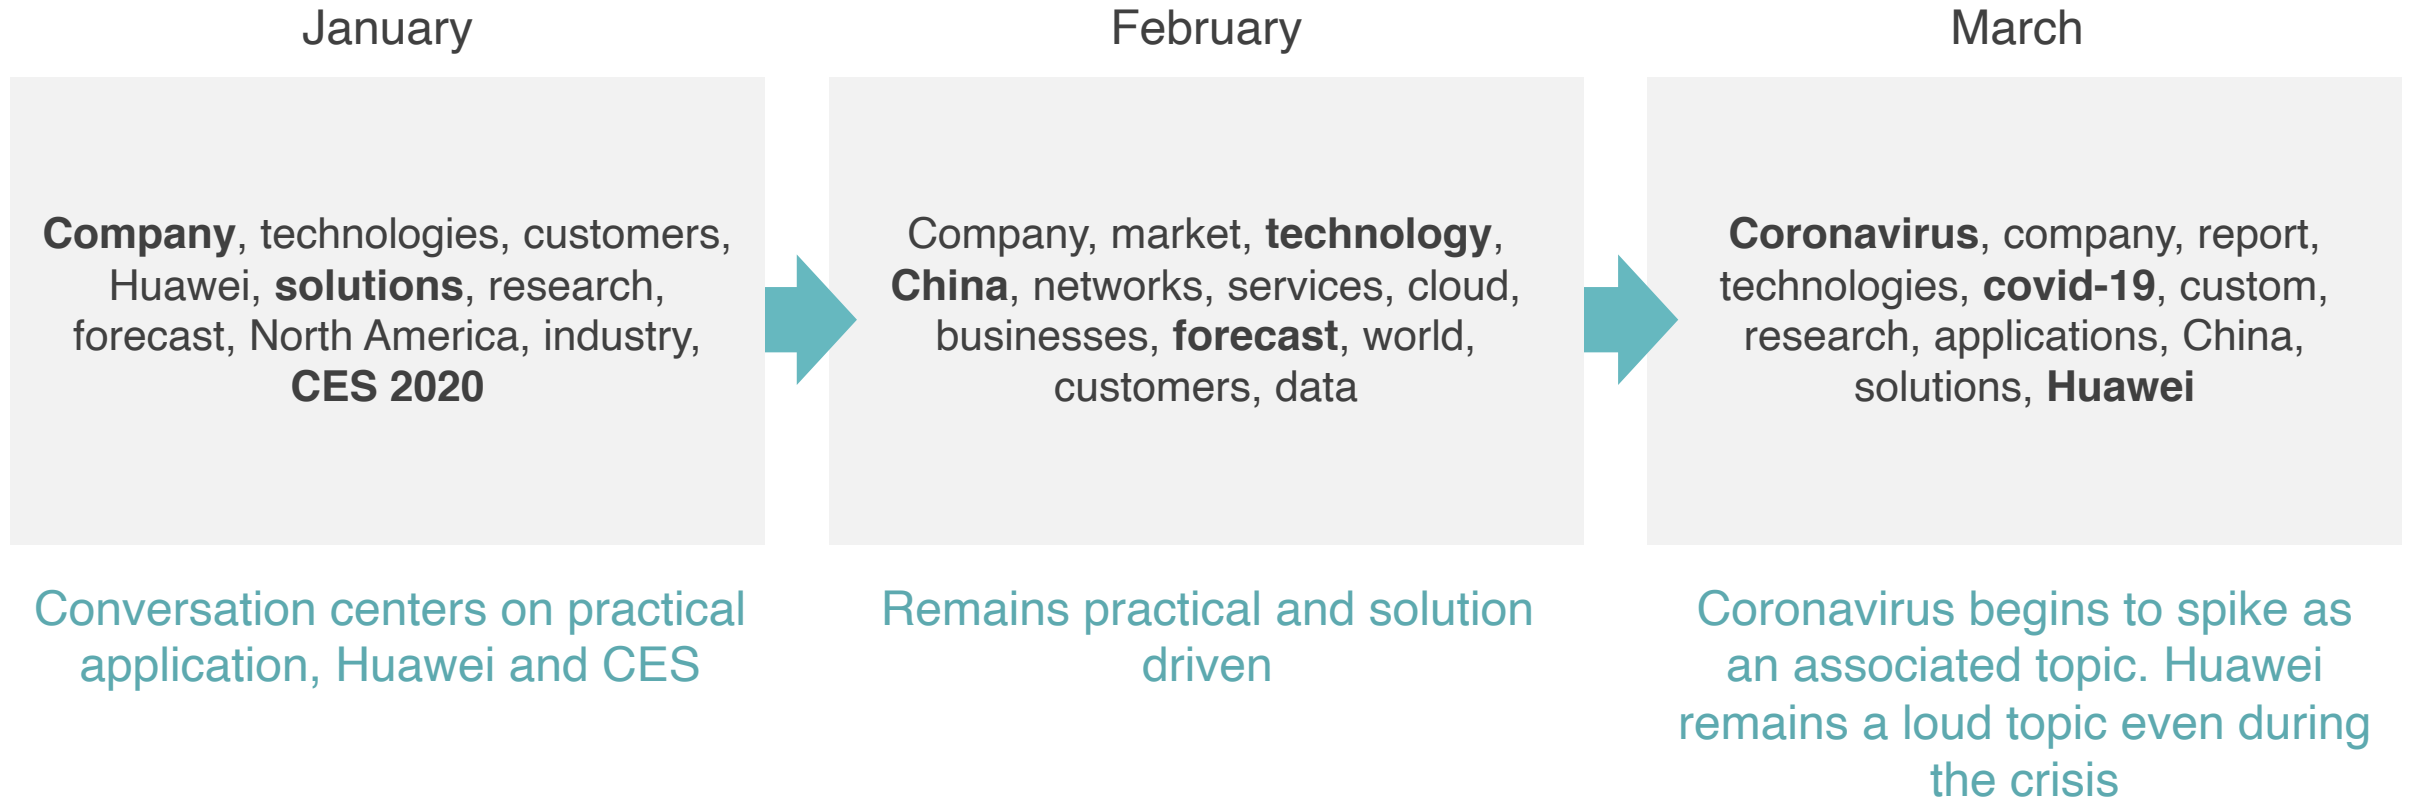 January
Company, technologies, customers,
Huawei, solutions, research,
forecast, North America, industry,
CES 2020
Conversation centers on practical
application, Huawei and CES
February
Company, market, technology,
China, networks, services, cloud,
businesses, forecast, world,
customers, data
Remains practical and solution
driven
March
Coronavirus, company, report,
technologies, covid-19, custom,
research, applications, China,
solutions, Huawei
Coronavirus begins to spike as
an associated topic. Huawei
remains a loud topic even during
the crisis